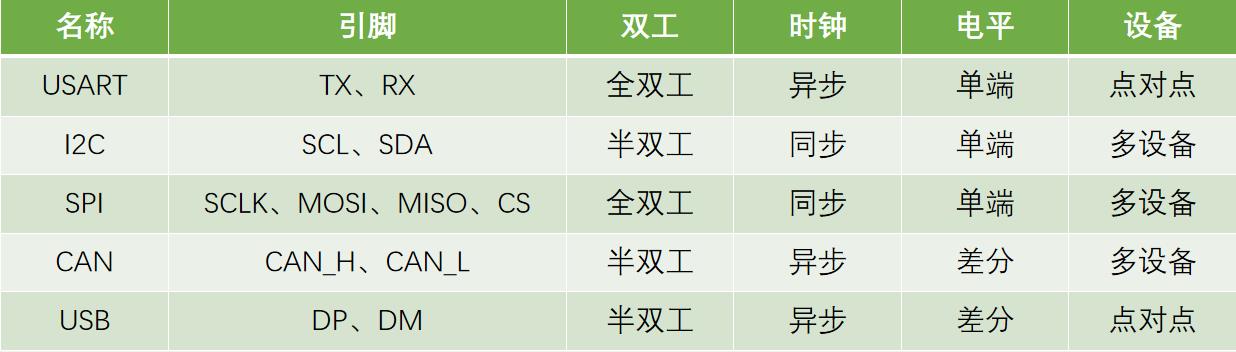 名称 引脚 双工 时钟 电平 设备
USART TX、RX 全双工 异步 单端 点对点
I2C SCL、SDA 半双工 同步 单端 多设备
SPI SCLK、MOSI、MISO、CS 全双工 同步 单端 多设备
CAN CAN_H、CAN_L 半双工 异步 差分 多设备
USB DP、DM 半双工 异步 差分 点对点